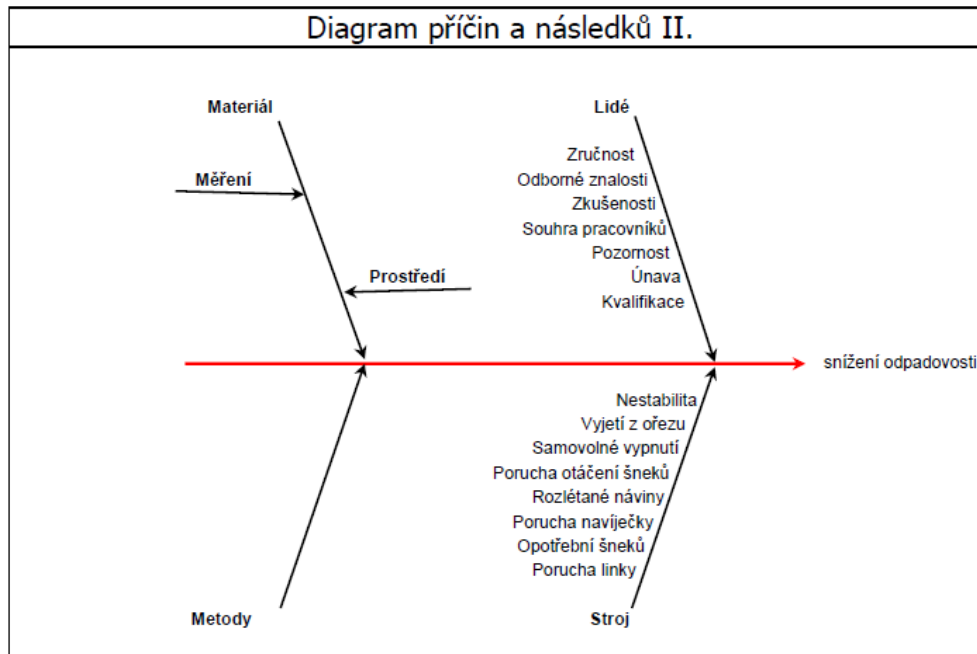 Diagram příčin a následků II.
Materiál
Lidé
Zručnost
Měření
Odborné znalosti
Zkušenosti
Souhra pracovníků
Pozornost
Prostředí
Únava
Kvalifikace
snížení odpadovosti
Nestabilita
Vyjetí z ořezu
Samovolné vypnutí
Porucha otáčení šneků
Rozlétané náviny
Porucha navíječky
Opotřební šneků
Porucha linky
Metody
Stroj